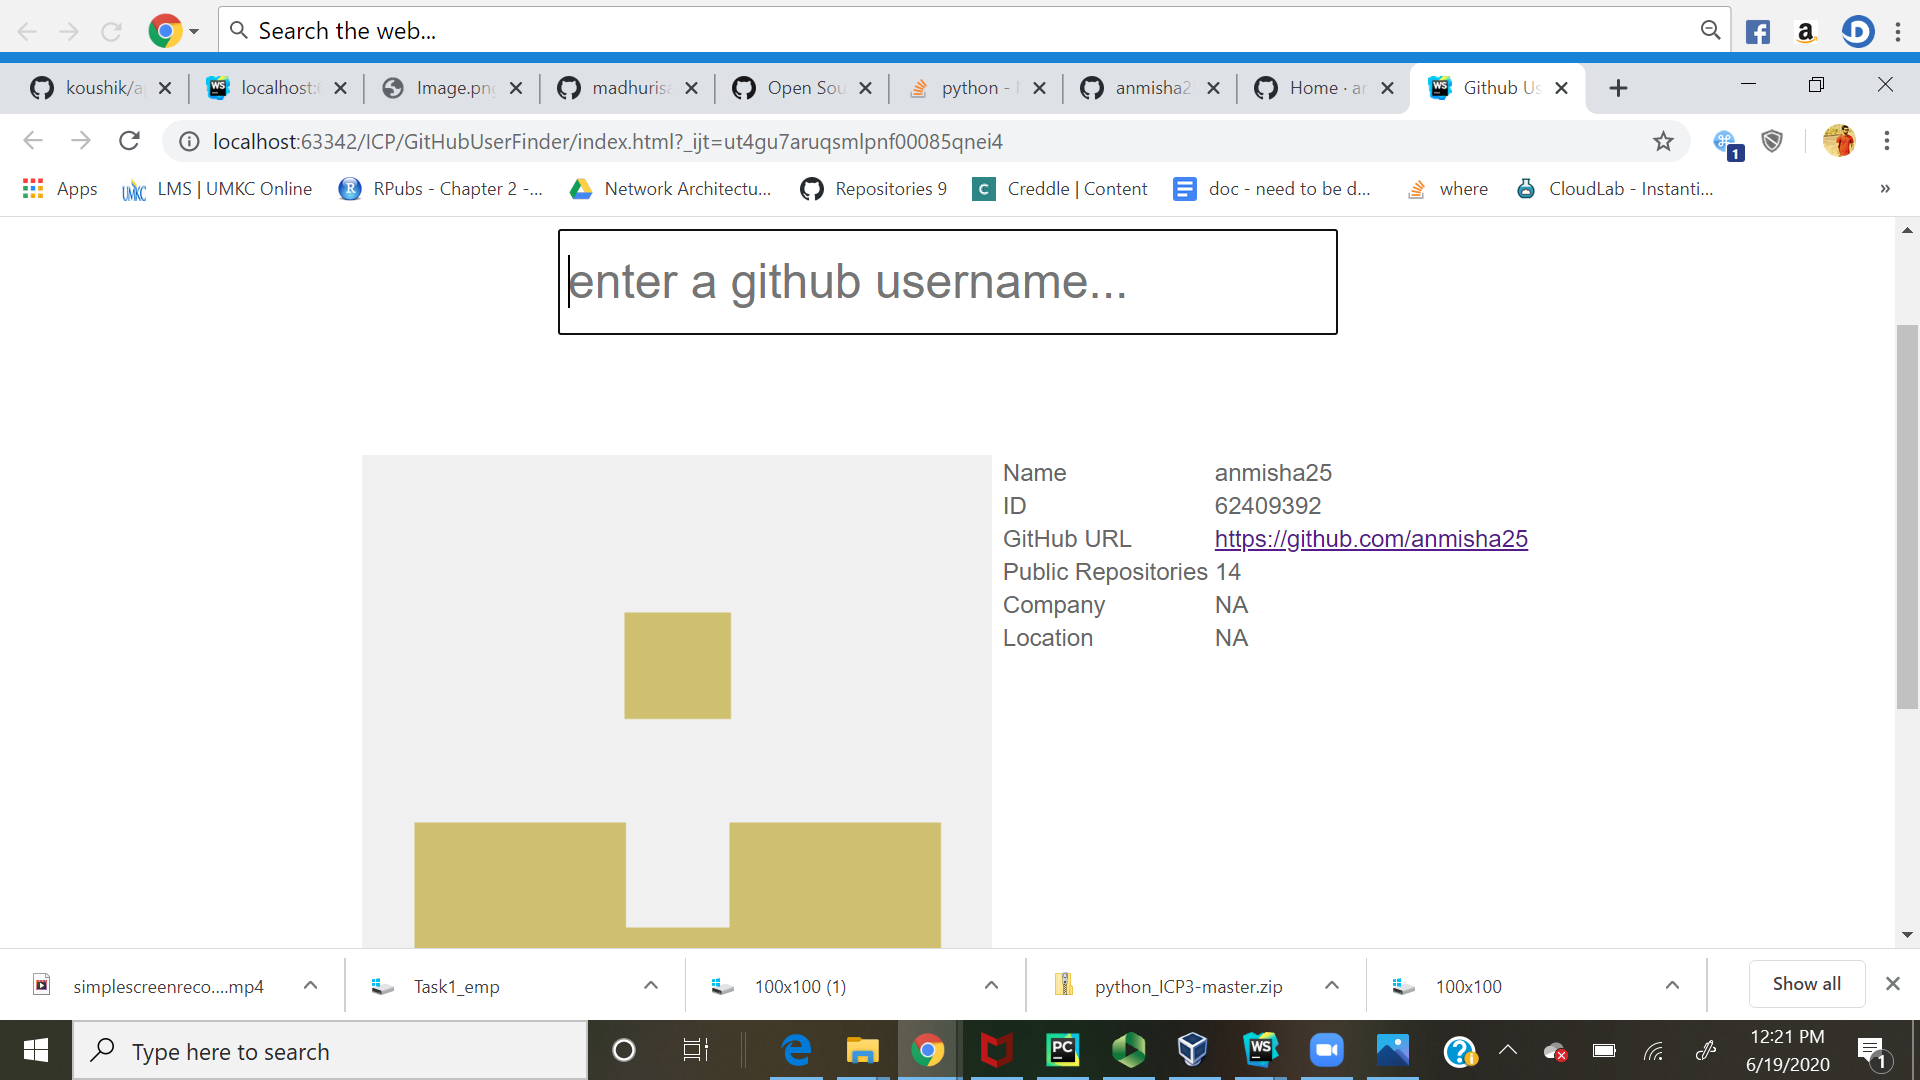 Search the web...
koushik/a
localhost:
Image.pn
madhurisa
Open Sou
python -
anmisha2
Home · ar
Github Us
localhost:63342/ICP/GitHubUserFinder/index.html?_ijt=ut4gu7aruqsmlpnf00085qnei4
1
Apps
LMS | UMKC Online
RPubs - Chapter 2 -...
Network Architectu...
Repositories 9
Creddle | Content
doc - need to be d...
where
CloudLab - Instanti...
»
enter a github username...
Name anmisha25
ID 62409392
GitHub URL https://github.com/anmisha25
Public Repositories 14
Company NA
Location NA
simplescreenreco....mp4
Task1_emp
100x100 (1)
python_ICP3-master.zip
100x100
Show all
Type here to search
12:21 PM
6/19/2020
1